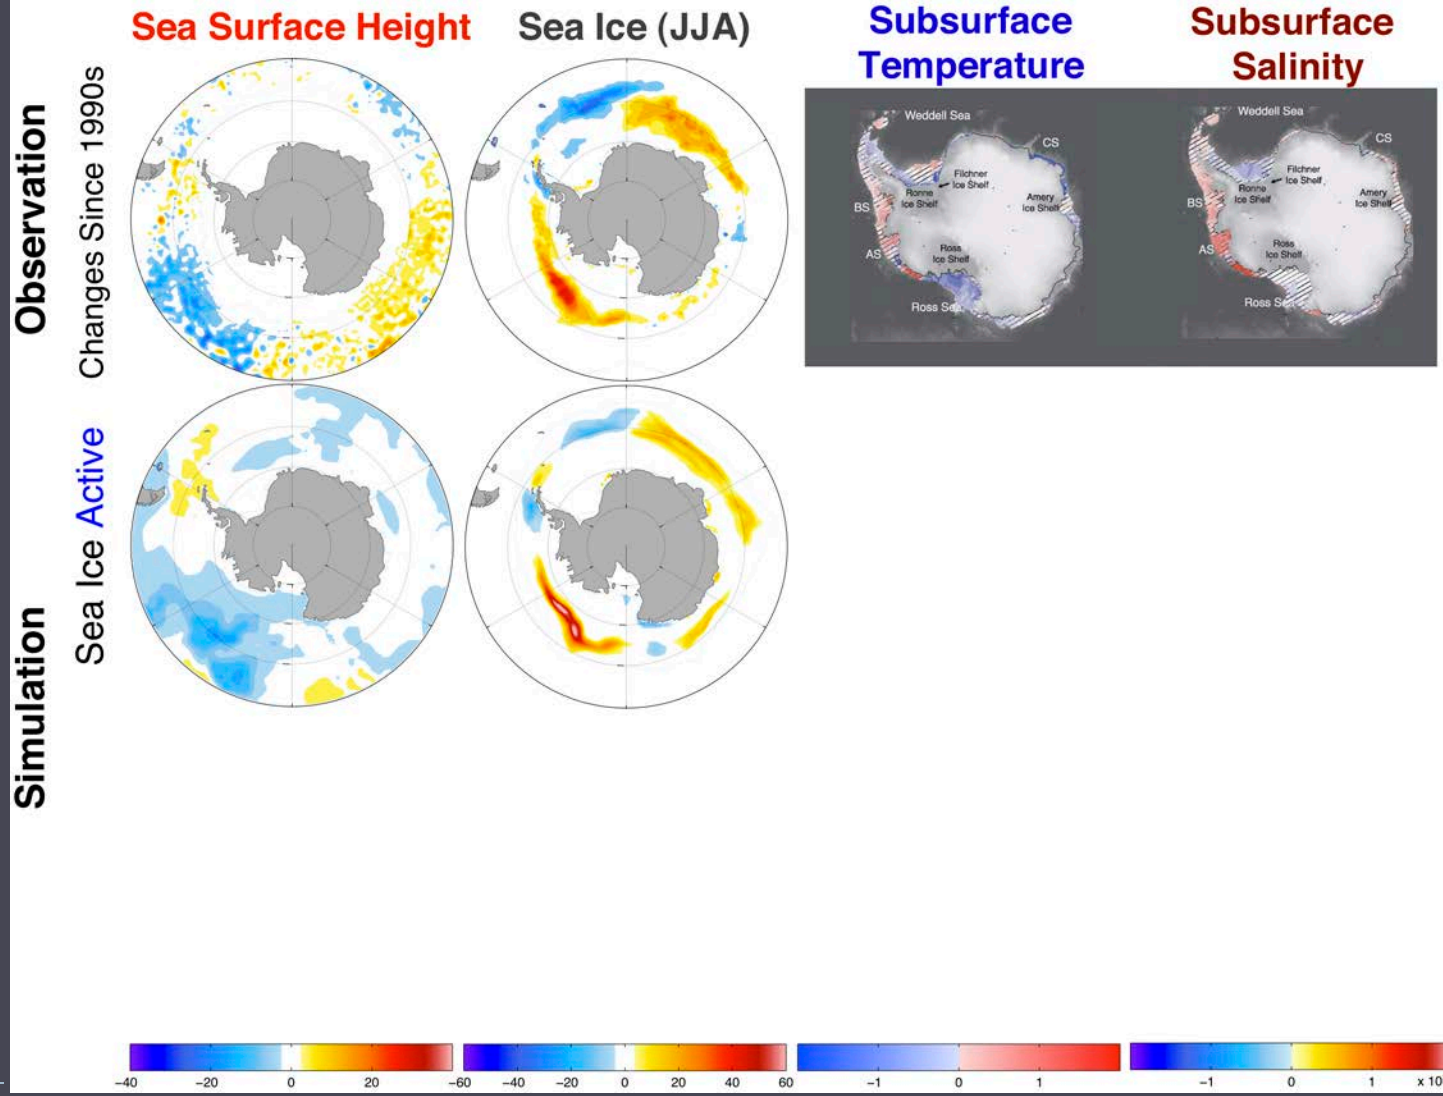 Sea Surface Height
Sea Ice (JJA)
Subsurface
Temperature
Subsurface
Salinity
Observation
Changes Since 1990s
Weddell Sea
CS
Filchner
Ice Shelf
Ronne
Ice Shelf
Amery
Ice Shelf
BS
AS
Ross
Ice Shelf
Ross Sea
Weddell Sea
CS
Filchner
Ice Shelf
Ronne
Ice Shelf
Amery
Ice Shelf
BS
AS
Ross
Ice Shelf
Ross Sea
Simulation
Sea Ice Active
−40 −20 0 20
−60 −40 −20 0 20 40 60
−1 0 1
−1 0 1 x 10